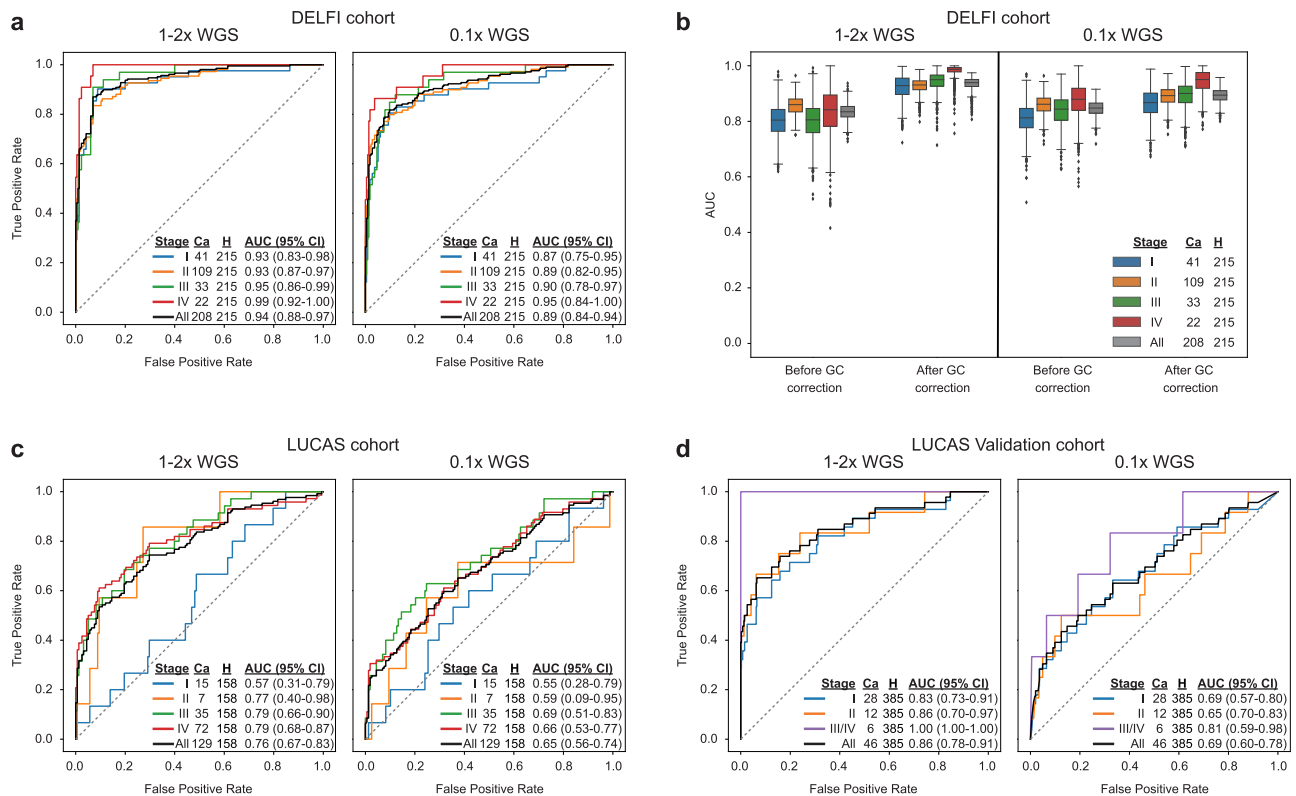 a
DELFI cohort
1-2x WGS
0.1x WGS
True Positive Rate
1.0
0.8
0.6
0.4
0.2
0.0
Stage Ca H AUC (95% CI)
I 41 215 0.93 (0.83-0.98)
II 109 215 0.93 (0.87-0.97)
III 33 215 0.95 (0.86-0.99)
IV 22 215 0.99 (0.92-1.00)
All 208 215 0.94 (0.88-0.97)
0.0 0.2 0.4 0.6 0.8 1.0
False Positive Rate
Stage Ca H AUC (95% CI)
I 41 215 0.87 (0.75-0.95)
II 109 215 0.89 (0.82-0.95)
III 33 215 0.90 (0.78-0.97)
IV 22 215 0.95 (0.84-1.00)
All 208 215 0.89 (0.84-0.94)
0.0 0.2 0.4 0.6 0.8 1.0
False Positive Rate
b
DELFI cohort
1-2x WGS
0.1x WGS
AUC
1.0
0.8
0.6
0.4
0.2
0.0
Stage Ca H
I 41 215
II 109 215
III 33 215
IV 22 215
All 208 215
Before GC correction
After GC correction
Before GC correction
After GC correction
c
LUCAS cohort
1-2x WGS
0.1x WGS
True Positive Rate
1.0
0.8
0.6
0.4
0.2
0.0
Stage Ca H AUC (95% CI)
I 15 158 0.57 (0.31-0.79)
II 7 158 0.77 (0.40-0.98)
III 35 158 0.79 (0.66-0.90)
IV 72 158 0.79 (0.68-0.87)
All 129 158 0.76 (0.67-0.83)
0.0 0.2 0.4 0.6 0.8 1.0
False Positive Rate
Stage Ca H AUC (95% CI)
I 15 158 0.55 (0.28-0.79)
II 7 158 0.59 (0.09-0.95)
III 35 158 0.69 (0.51-0.83)
IV 72 158 0.66 (0.53-0.77)
All 129 158 0.65 (0.56-0.74)
0.0 0.2 0.4 0.6 0.8 1.0
False Positive Rate
d
LUCAS Validation cohort
1-2x WGS
0.1x WGS
True Positive Rate
1.0
0.8
0.6
0.4
0.2
0.0
Stage Ca H AUC (95% CI)
I 28 385 0.83 (0.73-0.91)
II 12 385 0.86 (0.70-0.97)
III/IV 6 385 1.00 (1.00-1.00)
All 46 385 0.86 (0.78-0.91)
0.0 0.2 0.4 0.6 0.8 1.0
False Positive Rate
Stage Ca H AUC (95% CI)
I 28 385 0.69 (0.57-0.80)
II 12 385 0.65 (0.70-0.83)
III/IV 6 385 0.81 (0.59-0.98)
All 46 385 0.69 (0.60-0.78)
0.0 0.2 0.4 0.6 0.8 1.0
False Positive Rate